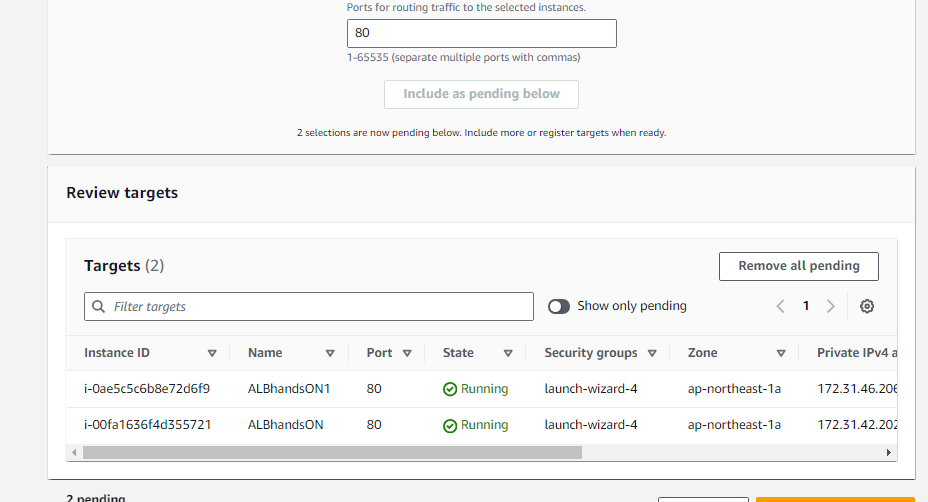 Ports for routing traffic to the selected instances.
80
1-65535 (separate multiple ports with commas)
Include as pending below
2 selections are now pending below. Include more or register targets when ready.
Review targets
Targets (2)
Remove all pending
Filter targets
Show only pending
1
Instance ID Name Port State Security groups Zone Private IPv4 a
i-0ae5c5c6b8e72d6f9 ALBhandsON1 80 Running launch-wizard-4 ap-northeast-1a 172.31.46.206
i-00fa1636f4d355721 ALBhandsON 80 Running launch-wizard-4 ap-northeast-1a 172.31.42.202
2 pending